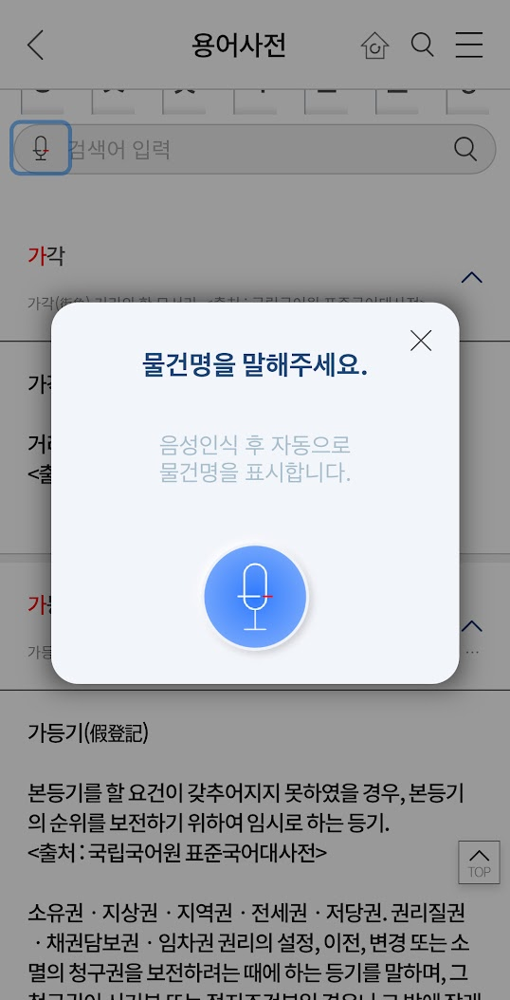 용어사전
검색어 입력
가각
물건명을 말해주세요.
음성인식 후 자동으로
물건명을 표시합니다.
가등기(假登記)
본등기를 할 요건이 갖추어지지 못하였을 경우, 본등기
의 순위를 보전하기 위하여 임시로 하는 등기.
<출처 : 국립국어원 표준국어대사전>
TOP
소유권ㆍ지상권ㆍ지역권ㆍ전세권ㆍ저당권. 권리질권
ㆍ채권담보권ㆍ임차권 권리의 설정, 이전, 변경 또는 소
멸의 청구권을 보전하려는 때에 하는 등기를 말하며, 그